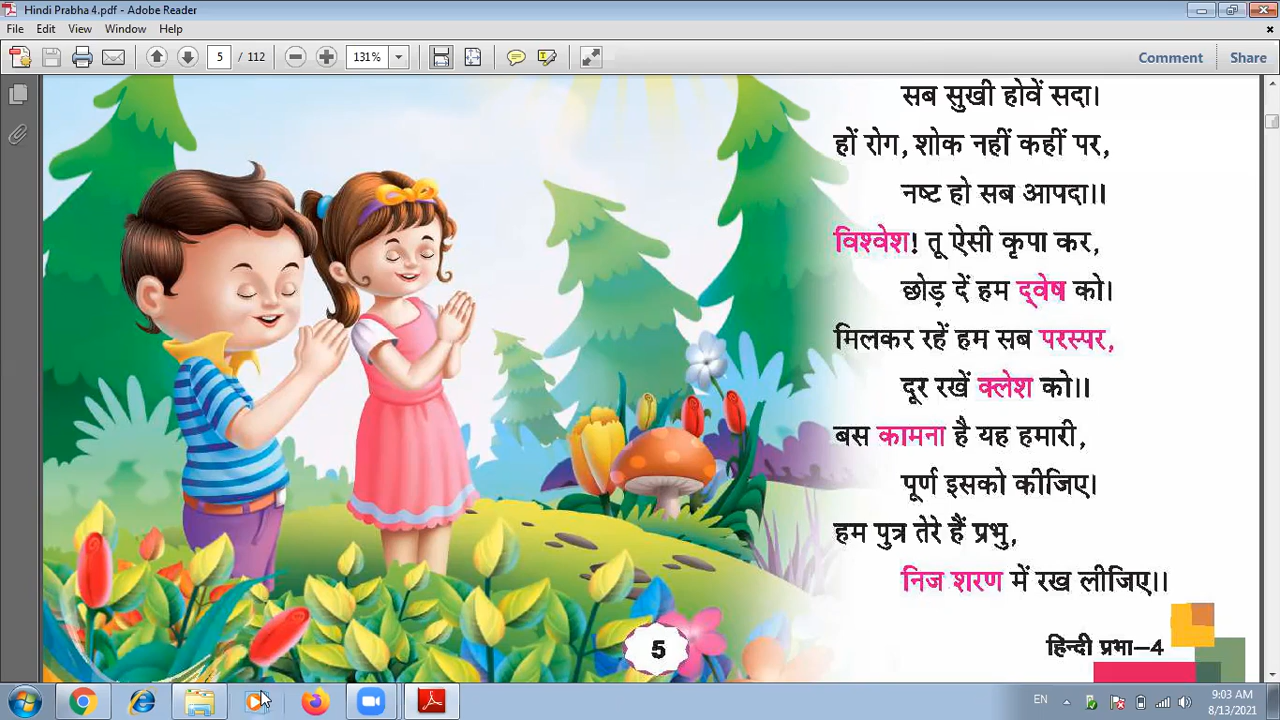 Hindi Prabha 4.pdf - Adobe Reader
File Edit View Window Help
5 / 112 131% Comment Share
सब सुखी होवें सदा।
हों रोग, शोक नहीं कहीं पर,
नष्ट हो सब आपदा।।
विश्वेश! तू ऐसी कृपा कर,
छोड़ दें हम द्वेष को।
मिलकर रहें हम सब परस्पर,
दूर रखें क्लेश को।।
बस कामना है यह हमारी,
पूर्ण इसको कीजिए।
हम पुत्र तेरे हैं प्रभु,
निज शरण में रख लीजिए।।
5
हिन्दी प्रभा–4
EN 9:03 AM
8/13/2021